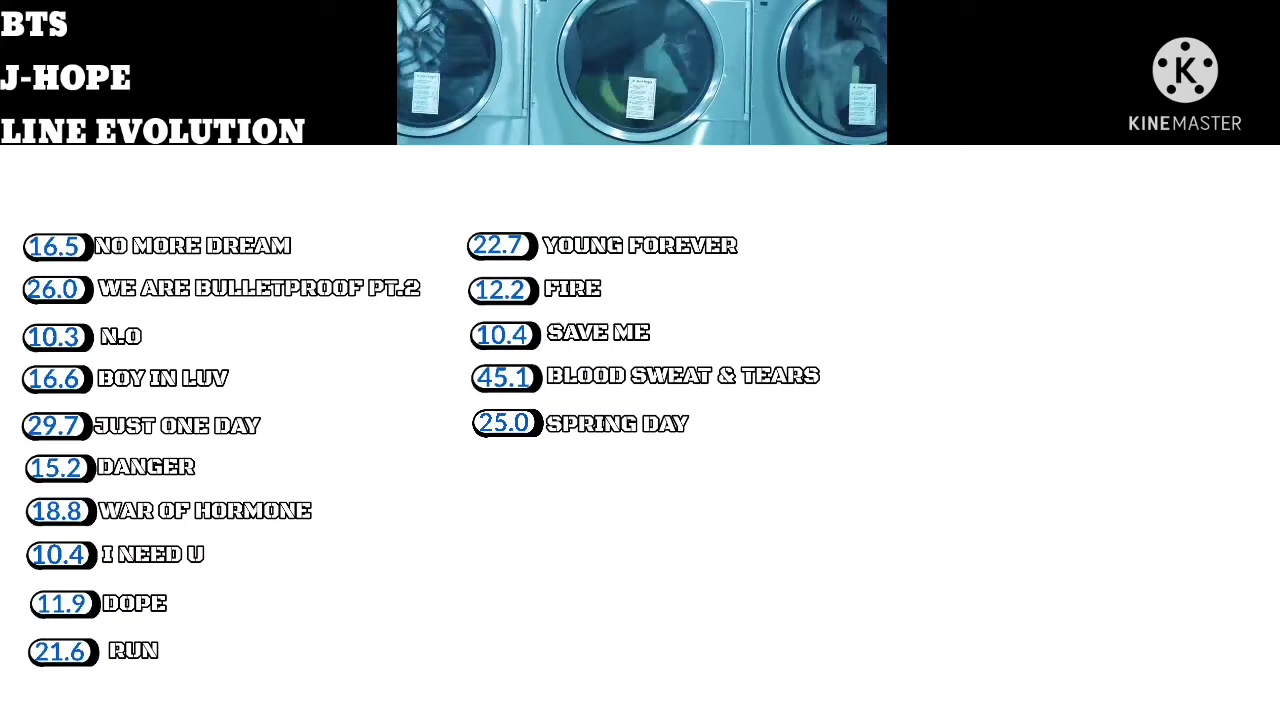 BTS
J-HOPE
LINE EVOLUTION
K
KINEMASTER
16.5 NO MORE DREAM
26.0 WE ARE BULLETPROOF PT.2
10.3 N.O
16.6 BOY IN LUV
29.7 JUST ONE DAY
15.2 DANGER
18.8 WAR OF HORMONE
10.4 I NEED U
11.9 DOPE
21.6 RUN
22.7 YOUNG FOREVER
12.2 FIRE
10.4 SAVE ME
45.1 BLOOD SWEAT & TEARS
25.0 SPRING DAY